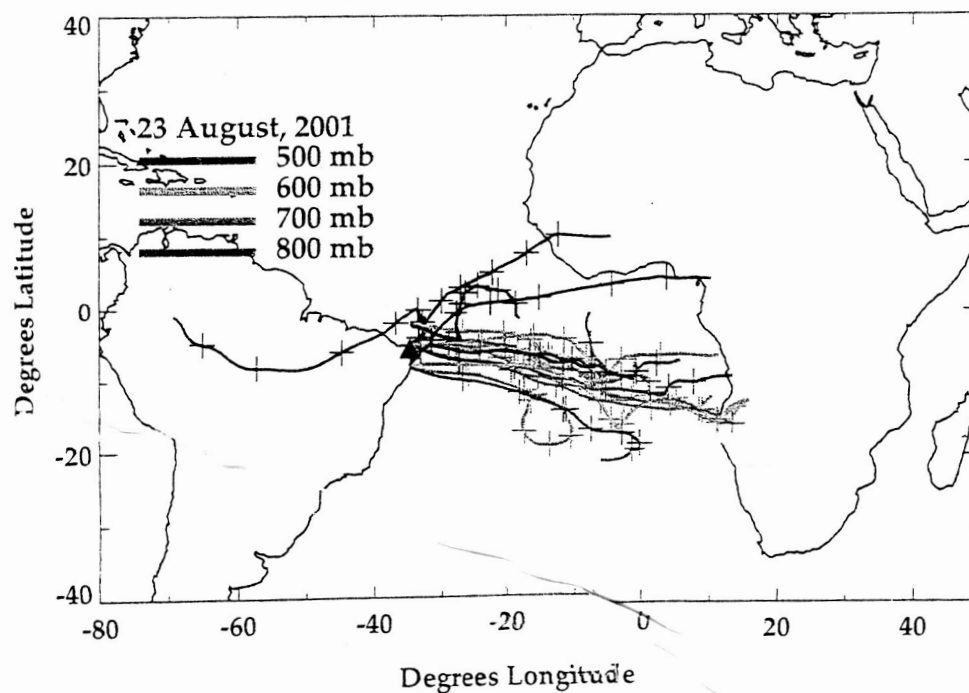 40
7-23 August, 2001
500 mb
20
600 mb
700 mb
800 mb
0
-20
-40
Degrees Latitude
-80 -60 -40 -20 0 20 40
Degrees Longitude